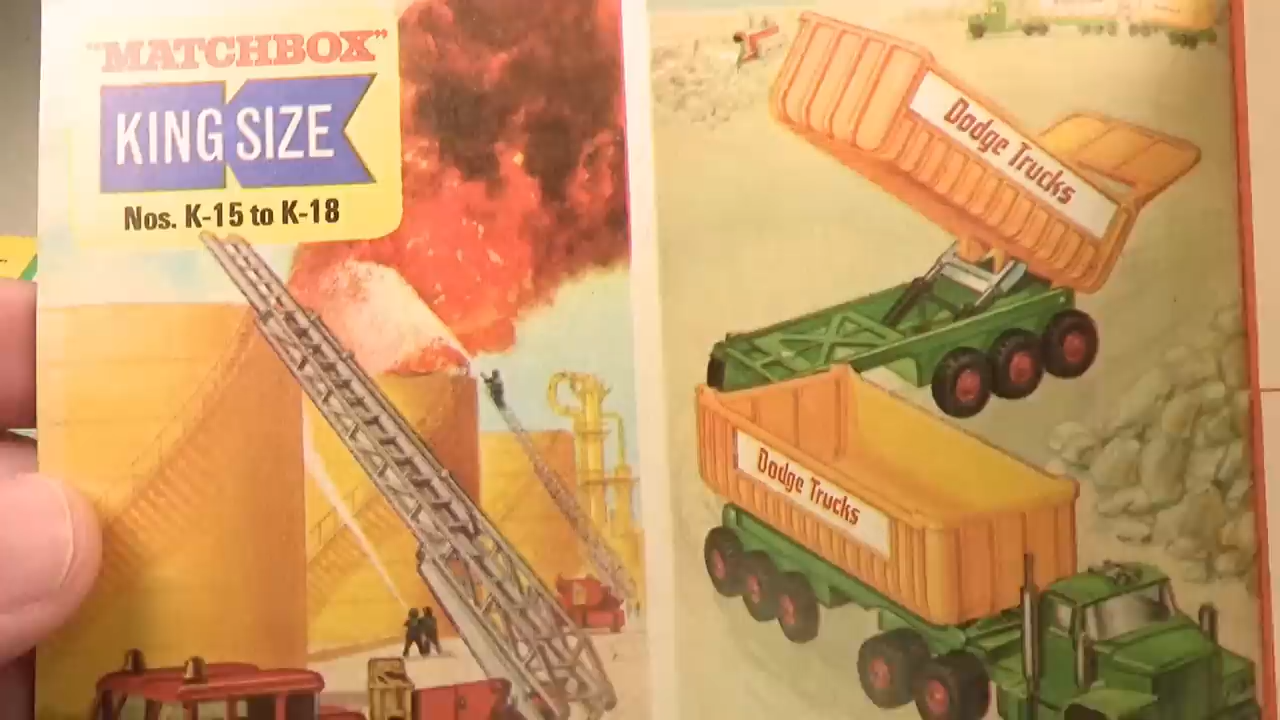 "MATCHBOX"
KING SIZE
Nos. K-15 to K-18
Dodge Trucks
Dodge Trucks